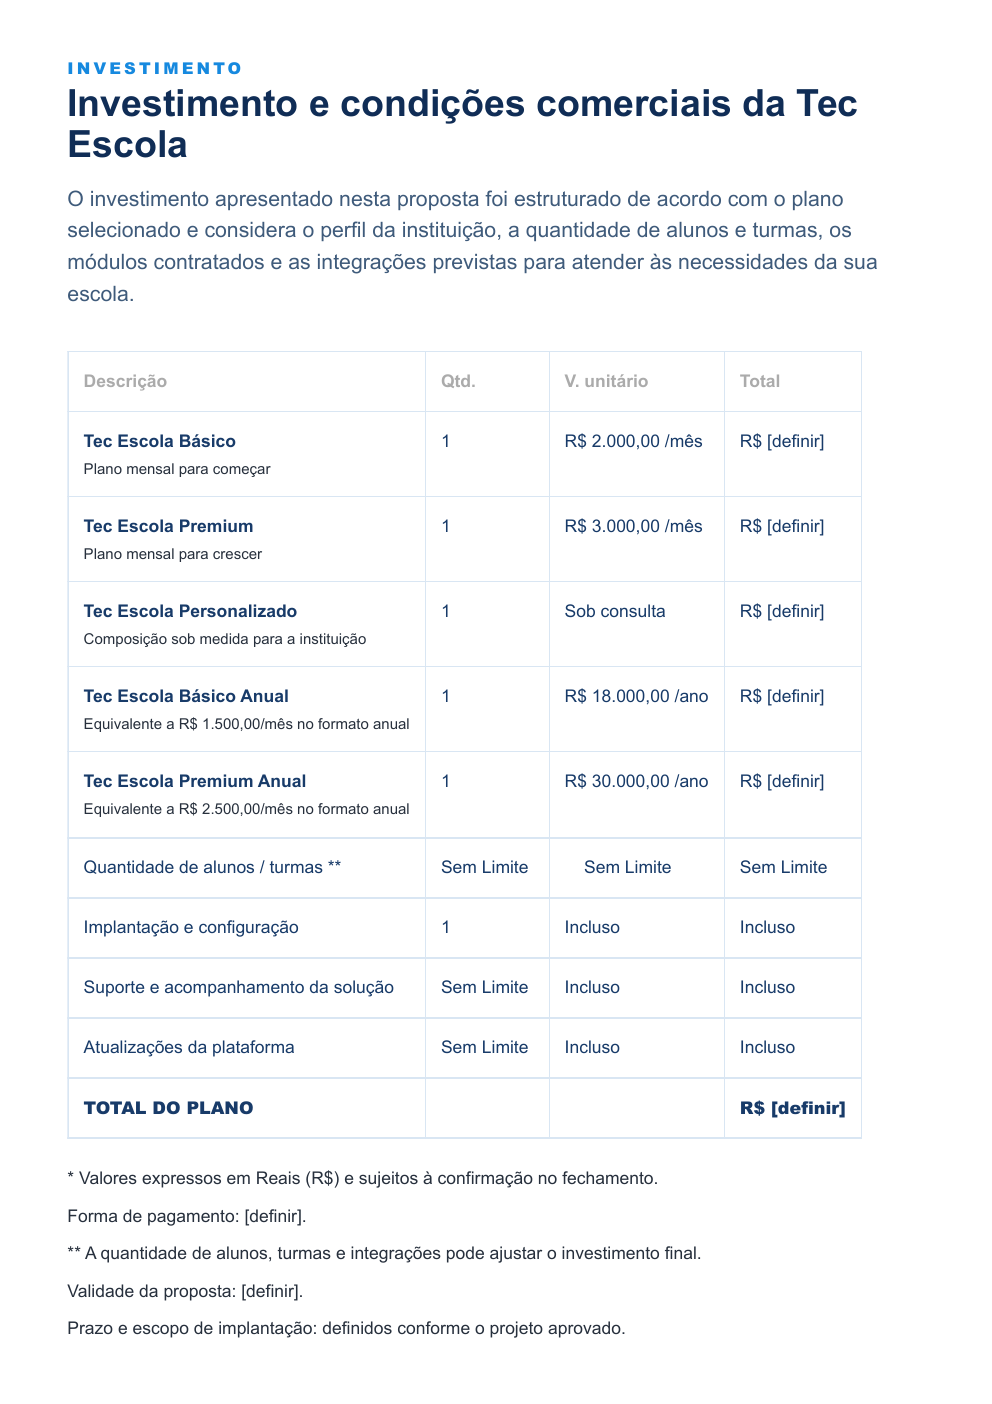 INVESTIMENTO
Investimento e condições comerciais da Tec
Escola
O investimento apresentado nesta proposta foi estruturado de acordo com o plano
selecionado e considera o perfil da instituição, a quantidade de alunos e turmas, os
módulos contratados e as integrações previstas para atender às necessidades da sua
escola.
Descrição Qtd. V. unitário Total
Tec Escola Básico 1 R$ 2.000,00 /mês R$ [definir]
Plano mensal para começar
Tec Escola Premium 1 R$ 3.000,00 /mês R$ [definir]
Plano mensal para crescer
Tec Escola Personalizado 1 Sob consulta R$ [definir]
Composição sob medida para a instituição
Tec Escola Básico Anual 1 R$ 18.000,00 /ano R$ [definir]
Equivalente a R$ 1.500,00/mês no formato anual
Tec Escola Premium Anual 1 R$ 30.000,00 /ano R$ [definir]
Equivalente a R$ 2.500,00/mês no formato anual
Quantidade de alunos / turmas ** Sem Limite Sem Limite Sem Limite
Implantação e configuração 1 Incluso Incluso
Suporte e acompanhamento da solução Sem Limite Incluso Incluso
Atualizações da plataforma Sem Limite Incluso Incluso
TOTAL DO PLANO R$ [definir]
* Valores expressos em Reais (R$) e sujeitos à confirmação no fechamento.
Forma de pagamento: [definir].
** A quantidade de alunos, turmas e integrações pode ajustar o investimento final.
Validade da proposta: [definir].
Prazo e escopo de implantação: definidos conforme o projeto aprovado.